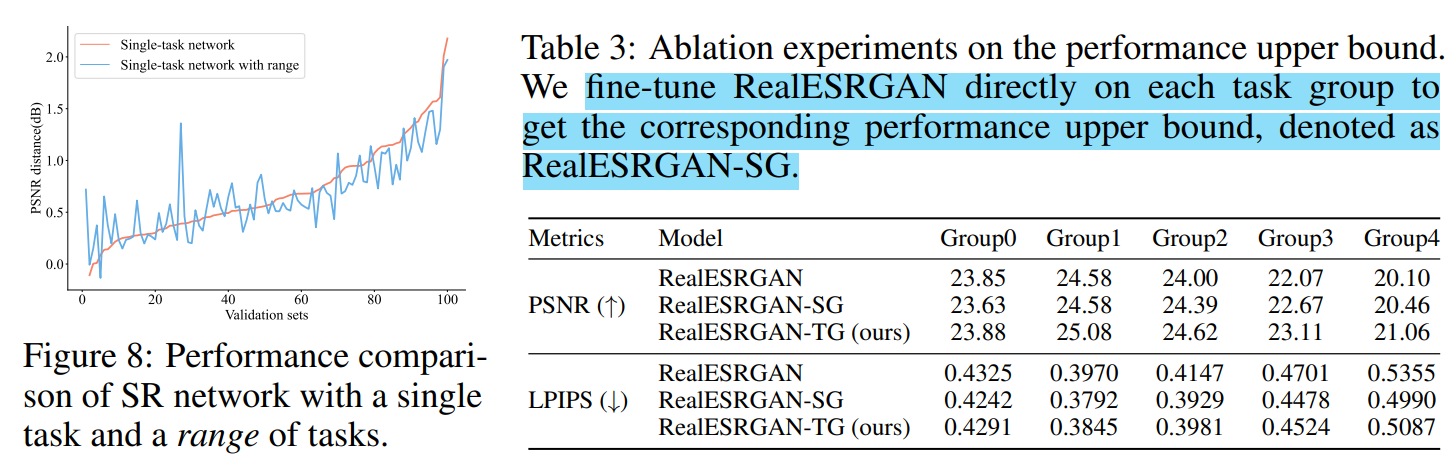 Single-task network
Single-task network with range
PSNR distance(dB)
2.0
1.5
1.0
0.5
0.0
0 20 40 60 80 100
Validation sets
Figure 8: Performance compari-
son of SR network with a single
task and a range of tasks.
Table 3: Ablation experiments on the performance upper bound.
We fine-tune RealESRGAN directly on each task group to
get the corresponding performance upper bound, denoted as
RealESRGAN-SG.
Metrics Model Group0 Group1 Group2 Group3 Group4
RealESRGAN 23.85 24.58 24.00 22.07 20.10
PSNR (↑) RealESRGAN-SG 23.63 24.58 24.39 22.67 20.46
RealESRGAN-TG (ours) 23.88 25.08 24.62 23.11 21.06
RealESRGAN 0.4325 0.3970 0.4147 0.4701 0.5355
LPIPS (↓) RealESRGAN-SG 0.4242 0.3792 0.3929 0.4478 0.4990
RealESRGAN-TG (ours) 0.4291 0.3845 0.3981 0.4524 0.5087